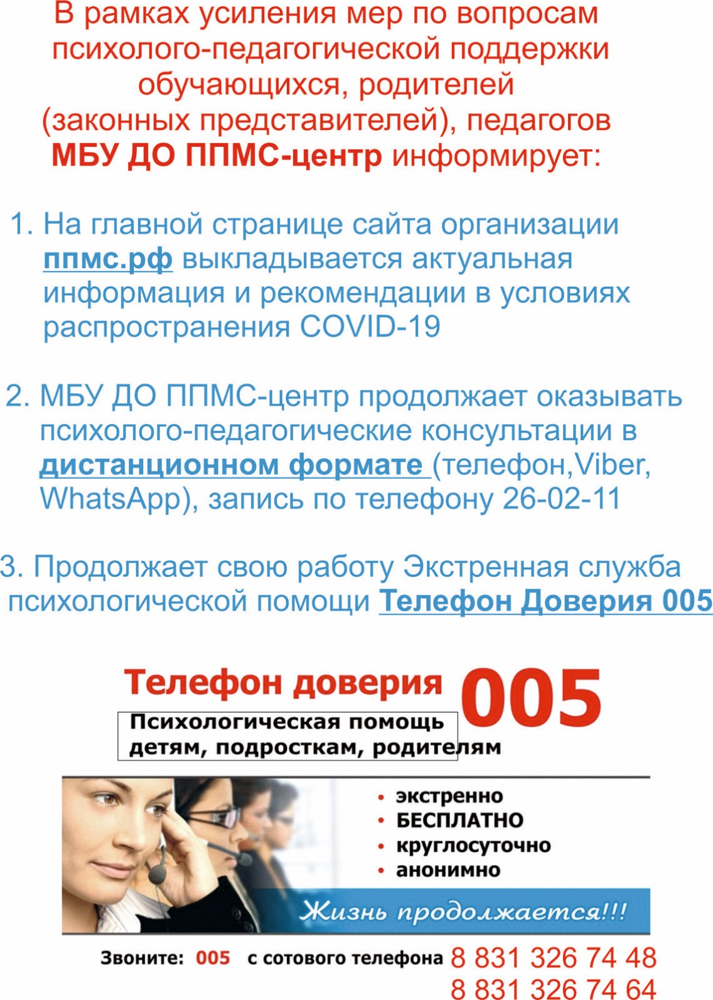 В рамках усиления мер по вопросам
психолого-педагогической поддержки
обучающихся, родителей
(законных представителей), педагогов
МБУ ДО ППМС-центр информирует:
1. На главной странице сайта организации
ппмс.рф выкладывается актуальная
информация и рекомендации в условиях
распространения COVID-19
2. МБУ ДО ППМС-центр продолжает оказывать
психолого-педагогические консультации в
дистанционном формате (телефон,Viber,
WhatsApp), запись по телефону 26-02-11
3. Продолжает свою работу Экстренная служба
психологической помощи Телефон Доверия 005
Телефон доверия 005
Психологическая помощь
детям, подросткам, родителям
• экстренно
• БЕСПЛАТНО
• круглосуточно
• анонимно
Жизнь продолжается!!!
Звоните: 005 с сотового телефона 8 831 326 74 48
8 831 326 74 64